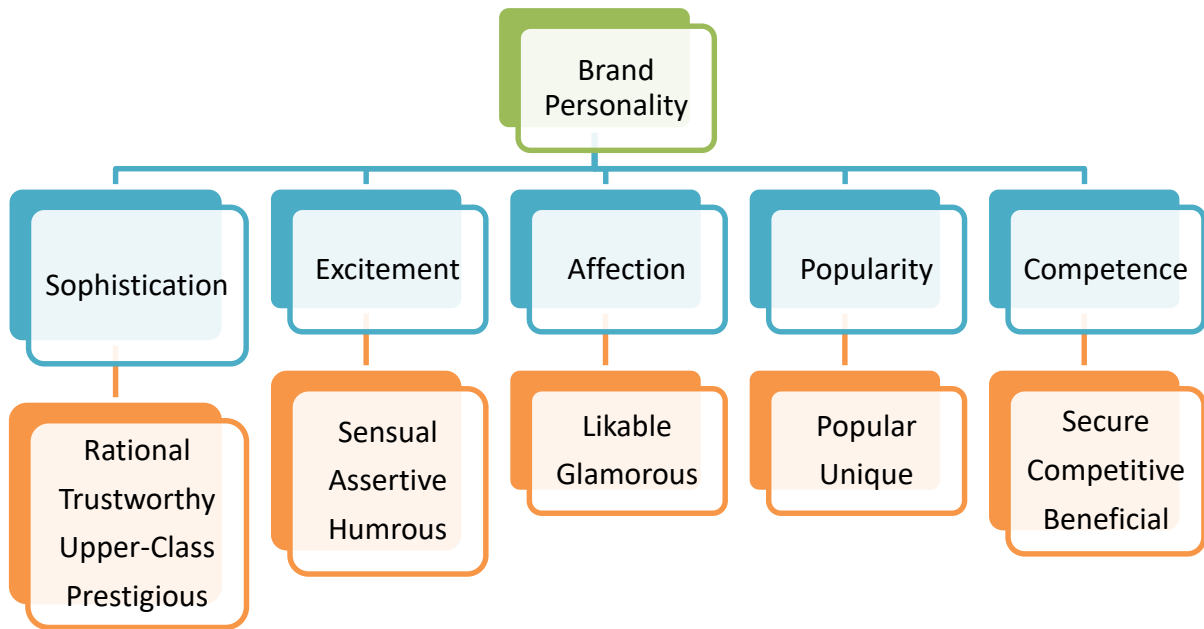 Brand
Personality
Sophistication
Excitement
Affection
Popularity
Competence
Rational
Trustworthy
Upper-Class
Prestigious
Sensual
Assertive
Humrous
Likable
Glamorous
Popular
Unique
Secure
Competitive
Beneficial